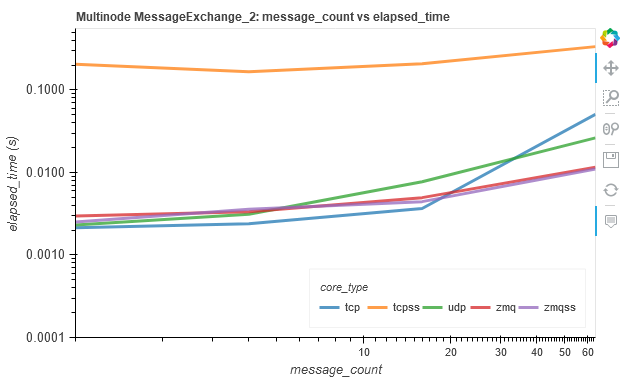 Multinode MessageExchange_2: message_count vs elapsed_time
elapsed_time (s)
0.1000
0.0100
0.0010
0.0001
core_type
tcp tcpss udp zmq zmqss
10 20 30 40 50 60
message_count